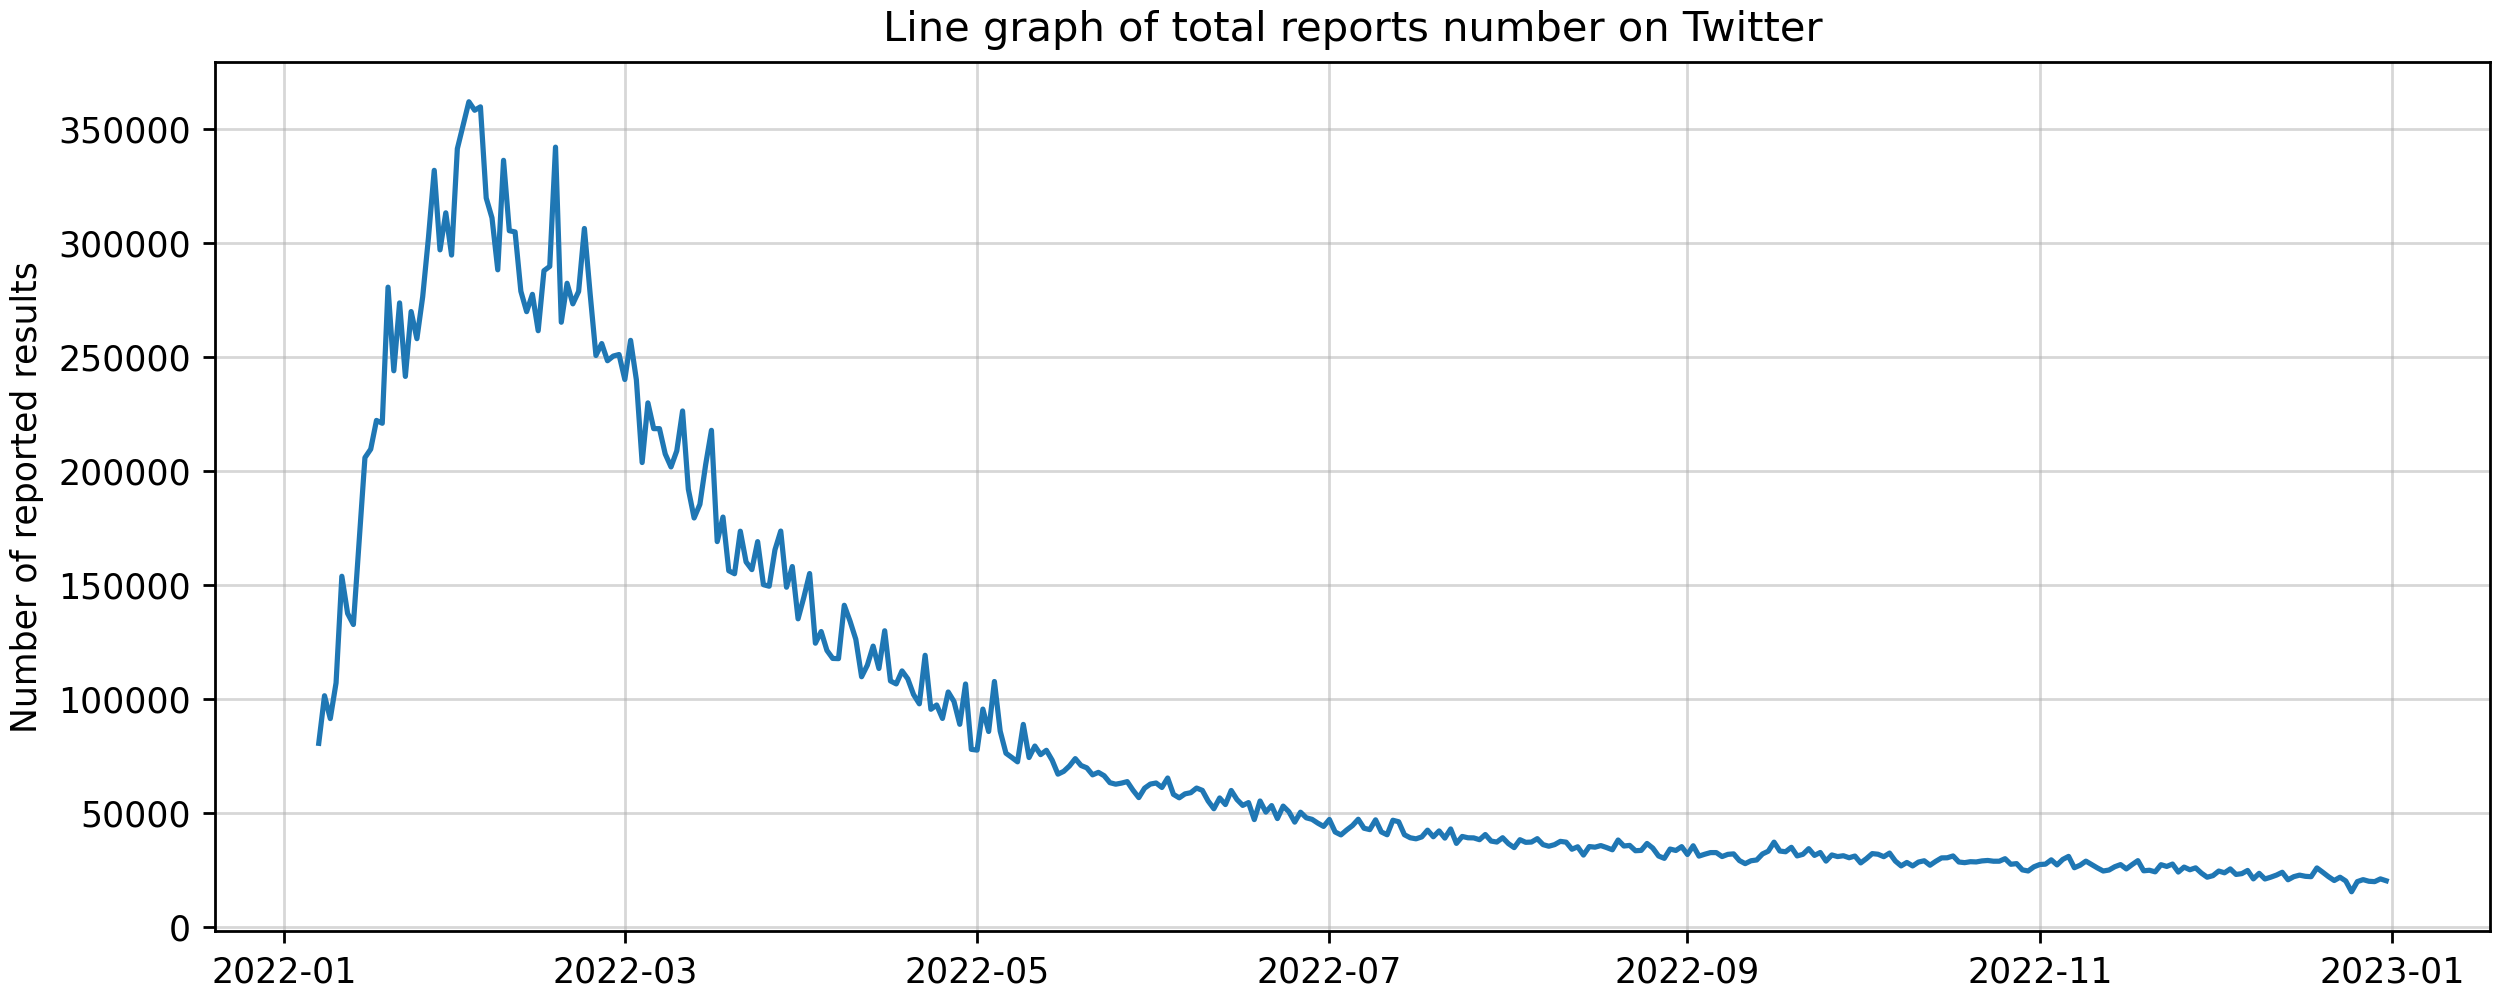 Line graph of total reports number on Twitter
Number of reported results
350000
300000
250000
200000
150000
100000
50000
0
2022-01 2022-03 2022-05 2022-07 2022-09 2022-11 2023-01